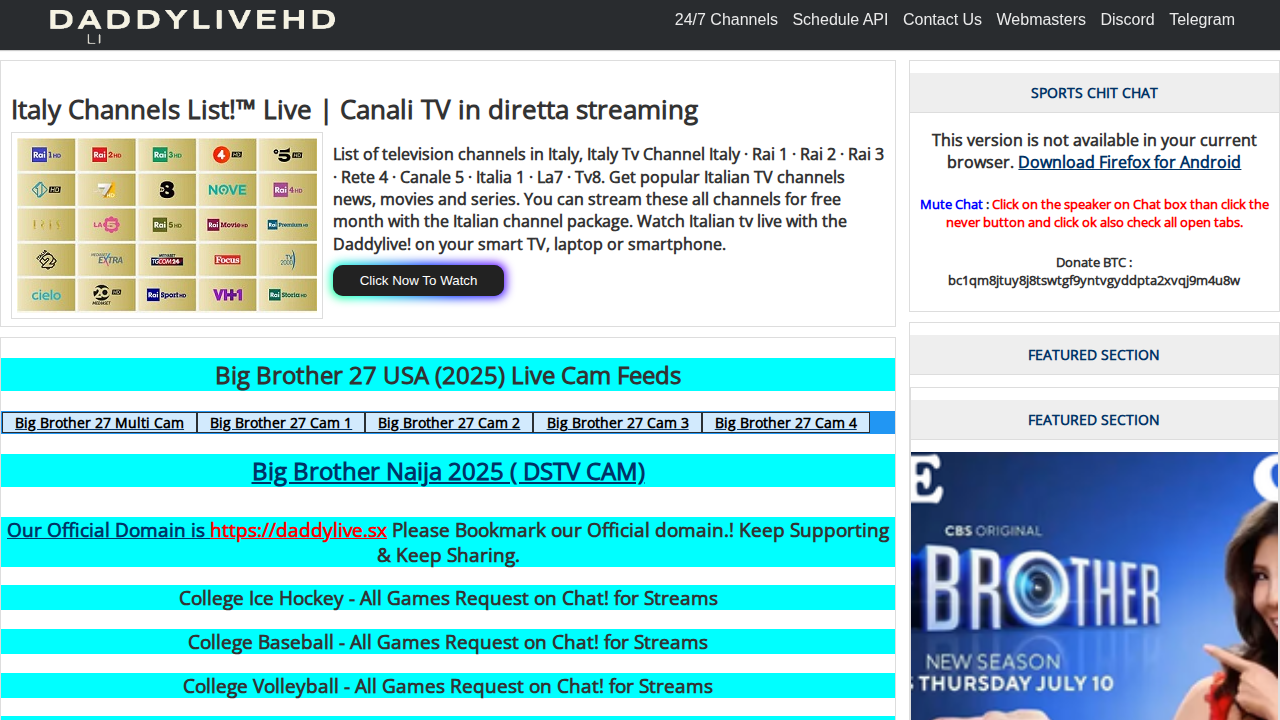 DADDYLIVEHD
LI
24/7 Channels Schedule API Contact Us Webmasters Discord Telegram
Italy Channels List!™ Live | Canali TV in diretta streaming
Rai 1 HD Rai 2 HD Rai 3 HD 4 HD 5 HD
1 HD 7 8 NOVE Rai 4 HD
IRIS LA 5 Rai 5 HD Rai Movie HD Rai Premium HD
27 MEDIASET EXTRA MEDIASET TGCOM24 Focus TV 2000
cielo 20 HD MEDIASET Rai Sport HD VH1 Rai Storia HD
List of television channels in Italy, Italy Tv Channel Italy · Rai 1 · Rai 2 · Rai 3
· Rete 4 · Canale 5 · Italia 1 · La7 · Tv8. Get popular Italian TV channels
news, movies and series. You can stream these all channels for free
month with the Italian channel package. Watch Italian tv live with the
Daddylive! on your smart TV, laptop or smartphone.
Click Now To Watch
Big Brother 27 USA (2025) Live Cam Feeds
Big Brother 27 Multi Cam Big Brother 27 Cam 1 Big Brother 27 Cam 2 Big Brother 27 Cam 3 Big Brother 27 Cam 4
Big Brother Naija 2025 ( DSTV CAM)
Our Official Domain is https://daddylive.sx Please Bookmark our Official domain.! Keep Supporting
& Keep Sharing.
College Ice Hockey - All Games Request on Chat! for Streams
College Baseball - All Games Request on Chat! for Streams
College Volleyball - All Games Request on Chat! for Streams
SPORTS CHIT CHAT
This version is not available in your current
browser. Download Firefox for Android
Mute Chat : Click on the speaker on Chat box than click the
never button and click ok also check all open tabs.
Donate BTC :
bc1qm8jtuy8j8tswtgf9yntvgyddpta2xvqj9m4u8w
FEATURED SECTION
FEATURED SECTION
CBS ORIGINAL
BROTHER
NEW SEASON
THURSDAY JULY 10